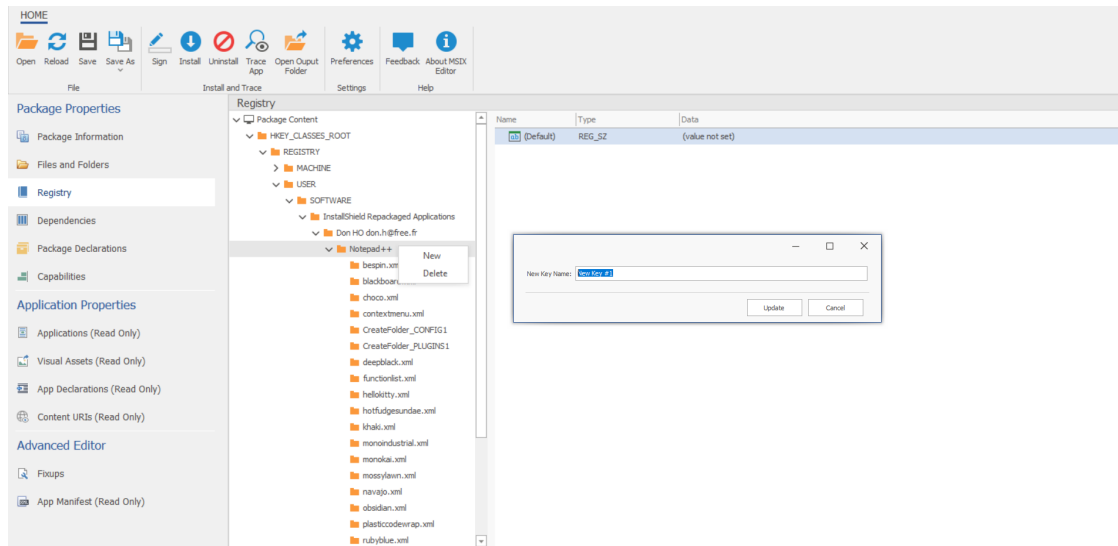 HOME
Open Reload Save Save As Sign Install Uninstall Trace App Open Ouput Folder Preferences Feedback About MSIX Editor
File Install and Trace Settings Help
Package Properties
Package Information
Files and Folders
Registry
Dependencies
Package Declarations
Capabilities
Application Properties
Applications (Read Only)
Visual Assets (Read Only)
App Declarations (Read Only)
Content URIs (Read Only)
Advanced Editor
Fixups
App Manifest (Read Only)
Registry
Package Content
HKEY_CLASSES_ROOT
REGISTRY
MACHINE
USER
SOFTWARE
InstallShield Repackaged Applications
Don HO don.h@free.fr
Notepad++
bespin.xm
blackboar
choco.xml
contextmenu.xml
CreateFolder_CONFIG1
CreateFolder_PLUGINS1
deepblack.xml
functionlist.xml
hellokitty.xml
hotfudgesundae.xml
khaki.xml
monoindustrial.xml
monokai.xml
mossylawn.xml
navajo.xml
obsidian.xml
plasticcodewrap.xml
rubyblue.xml
New
Delete
Name Type Data
ab (Default) REG_SZ (value not set)
New Key Name: New Key #1
Update Cancel